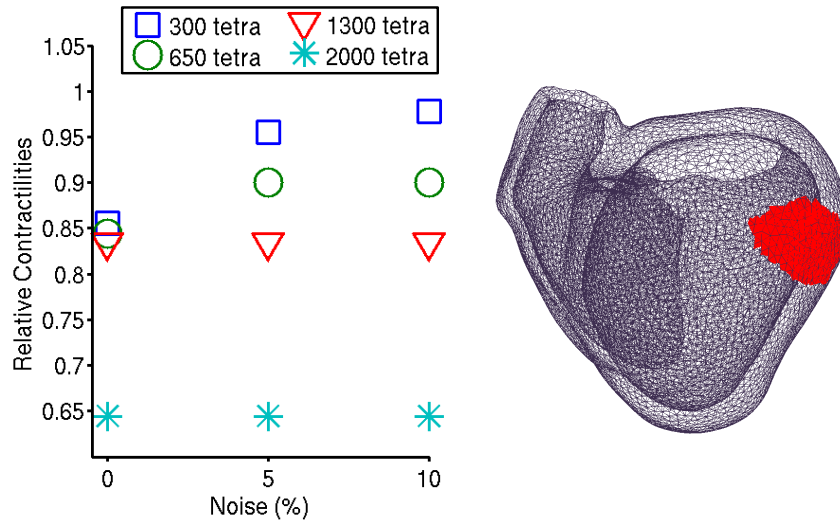 300 tetra 1300 tetra
650 tetra 2000 tetra
1.05
1
0.95
0.9
0.85
0.8
0.75
0.7
0.65
Relative Contractilities
0 5 10
Noise (%)